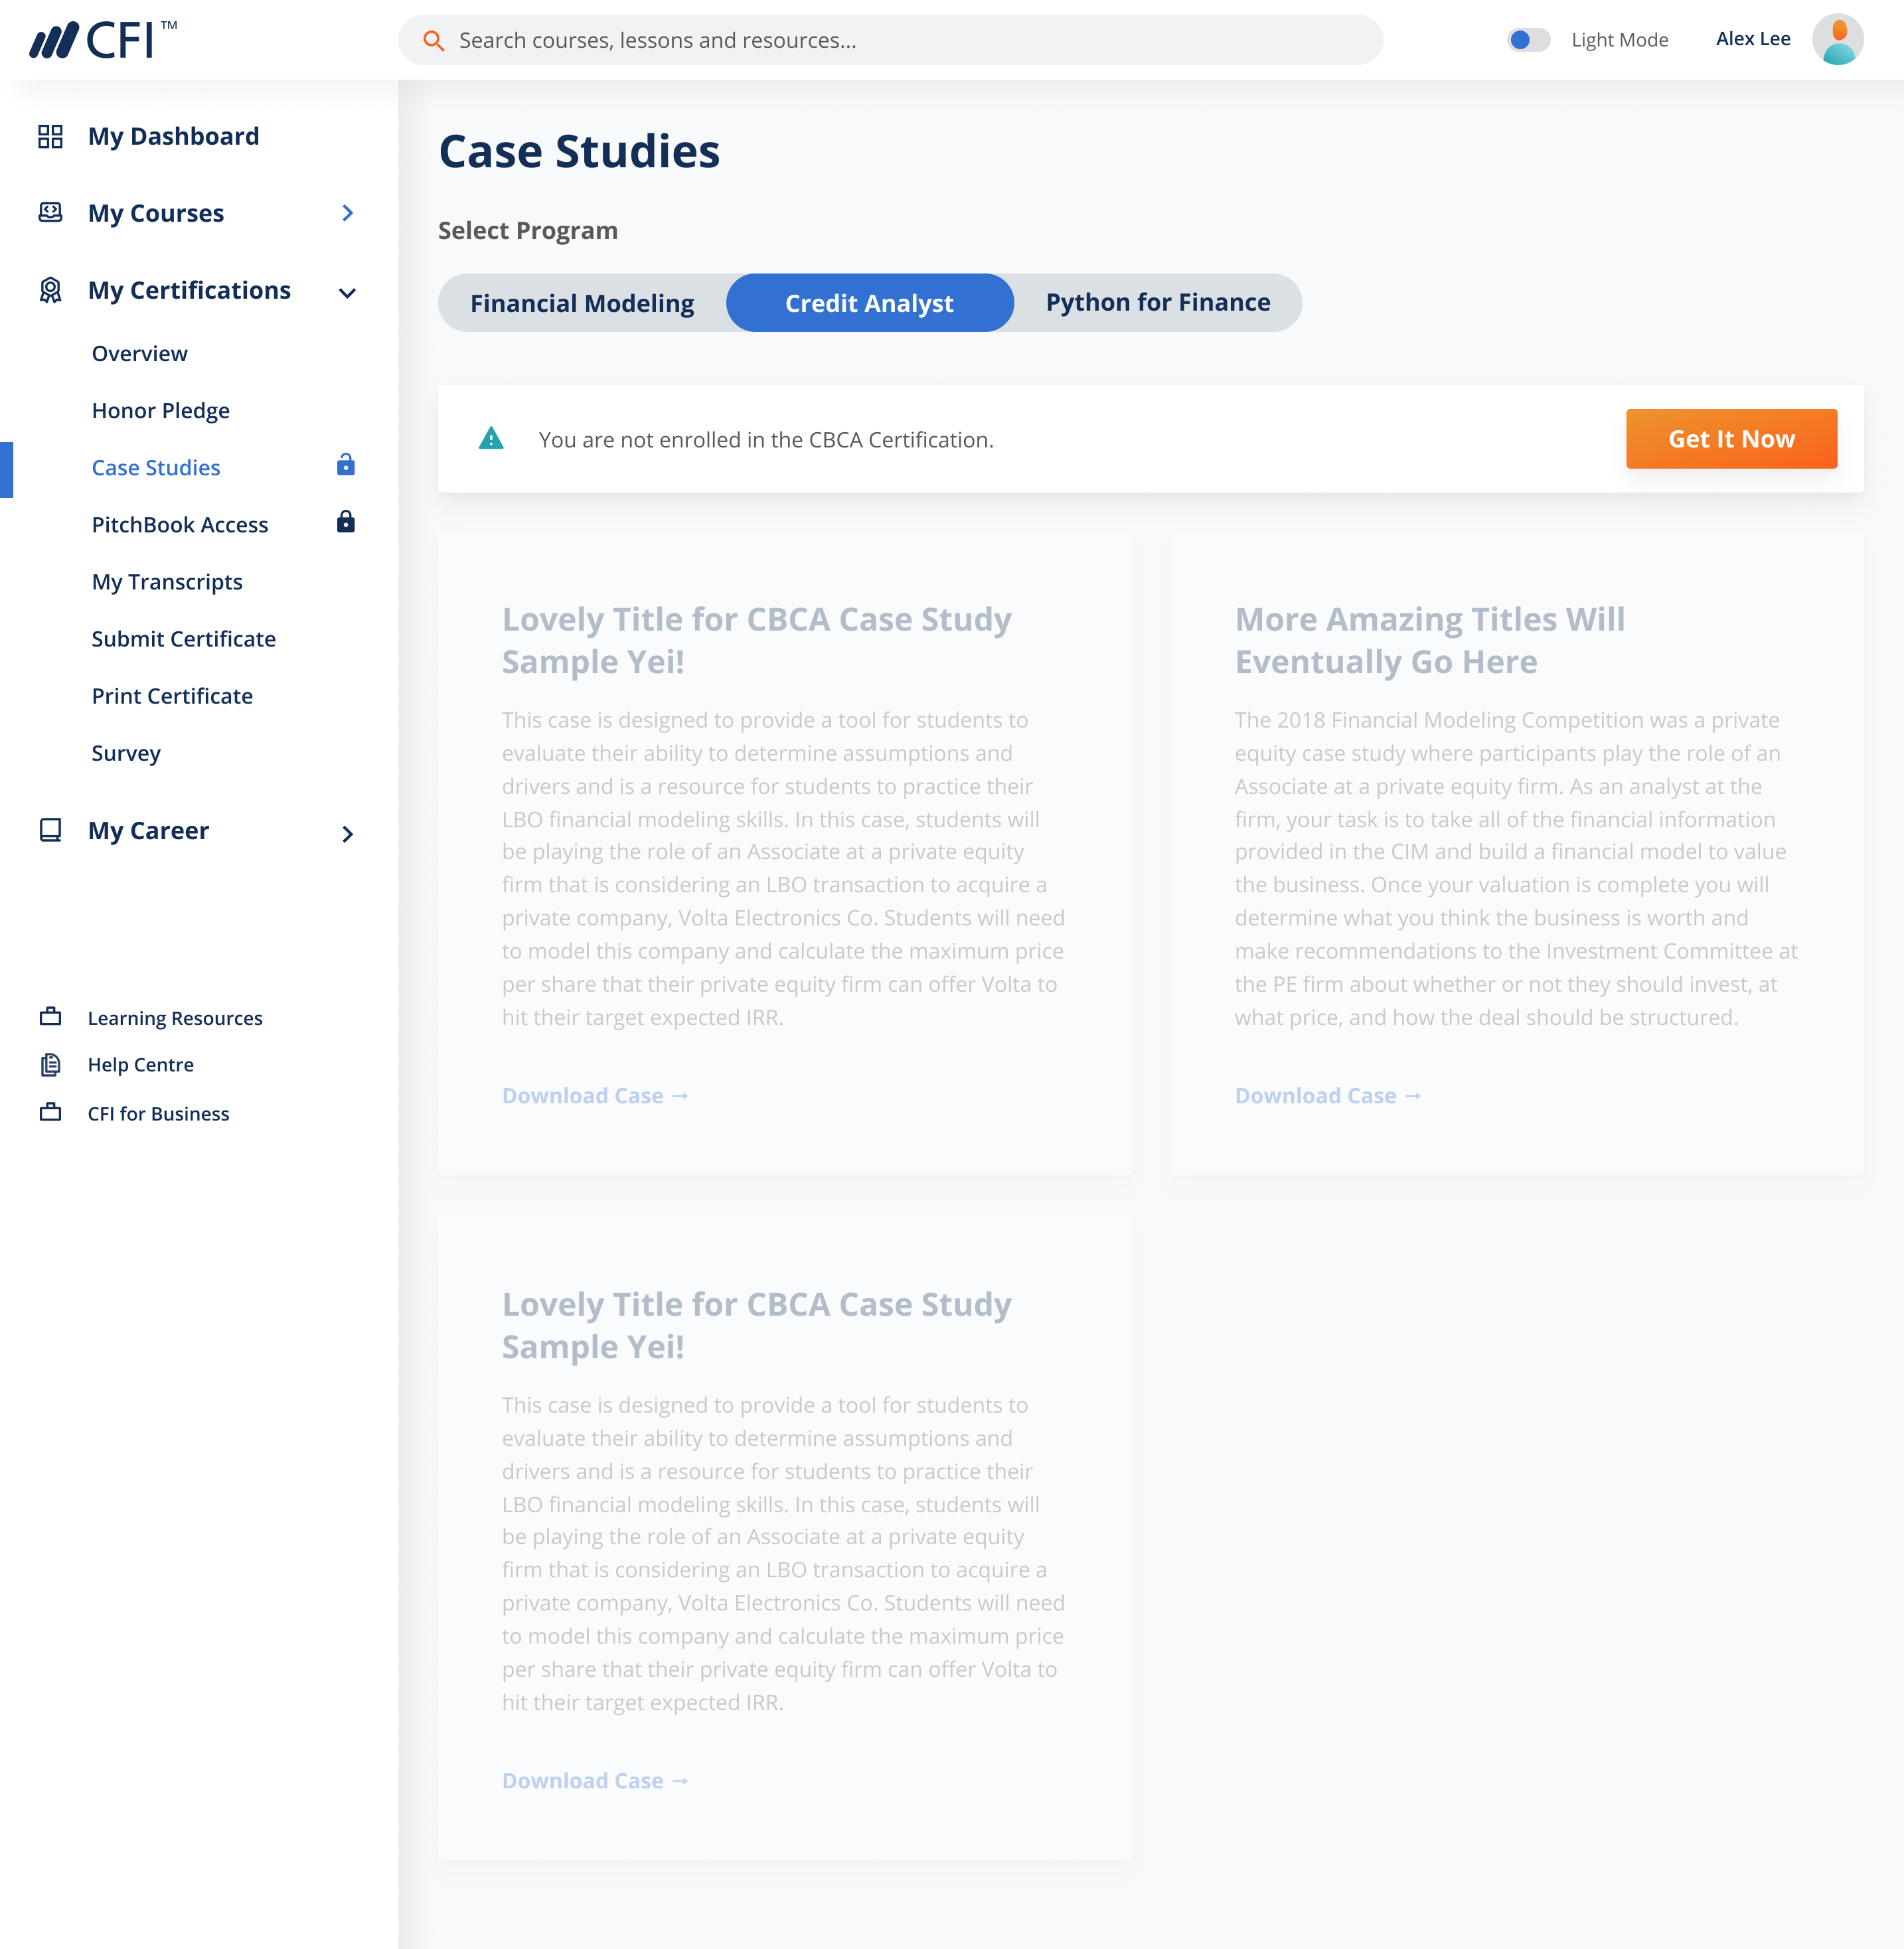 CFI™
Search courses, lessons and resources...
Light Mode
Alex Lee
My Dashboard
My Courses
My Certifications
Overview
Honor Pledge
Case Studies
PitchBook Access
My Transcripts
Submit Certificate
Print Certificate
Survey
My Career
Learning Resources
Help Centre
CFI for Business
Case Studies
Select Program
Financial Modeling
Credit Analyst
Python for Finance
You are not enrolled in the CBCA Certification.
Get It Now
Lovely Title for CBCA Case Study
Sample Yei!
This case is designed to provide a tool for students to
evaluate their ability to determine assumptions and
drivers and is a resource for students to practice their
LBO financial modeling skills. In this case, students will
be playing the role of an Associate at a private equity
firm that is considering an LBO transaction to acquire a
private company, Volta Electronics Co. Students will need
to model this company and calculate the maximum price
per share that their private equity firm can offer Volta to
hit their target expected IRR.
Download Case →
More Amazing Titles Will
Eventually Go Here
The 2018 Financial Modeling Competition was a private
equity case study where participants play the role of an
Associate at a private equity firm. As an analyst at the
firm, your task is to take all of the financial information
provided in the CIM and build a financial model to value
the business. Once your valuation is complete you will
determine what you think the business is worth and
make recommendations to the Investment Committee at
the PE firm about whether or not they should invest, at
what price, and how the deal should be structured.
Download Case →
Lovely Title for CBCA Case Study
Sample Yei!
This case is designed to provide a tool for students to
evaluate their ability to determine assumptions and
drivers and is a resource for students to practice their
LBO financial modeling skills. In this case, students will
be playing the role of an Associate at a private equity
firm that is considering an LBO transaction to acquire a
private company, Volta Electronics Co. Students will need
to model this company and calculate the maximum price
per share that their private equity firm can offer Volta to
hit their target expected IRR.
Download Case →